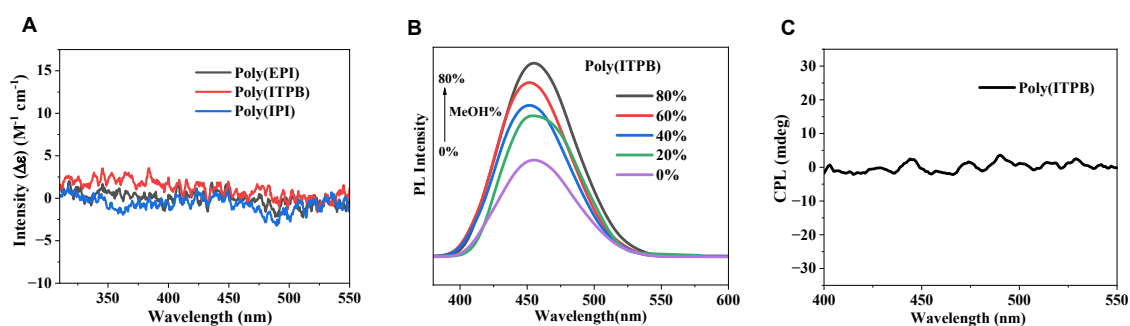 A
Intensity (Δε) (M⁻¹ cm⁻¹)
15
10
5
0
−5
−10
Poly(EPI)
Poly(ITPB)
Poly(IPI)
350
400
450
500
550
Wavelength (nm)
B
PL Intensity
80%
MeOH%
0%
Poly(ITPB)
80%
60%
40%
20%
0%
400
450
500
550
600
Wavelength(nm)
C
CPL (mdeg)
30
20
10
0
−10
−20
−30
Poly(ITPB)
400
450
500
550
Wavelength (nm)